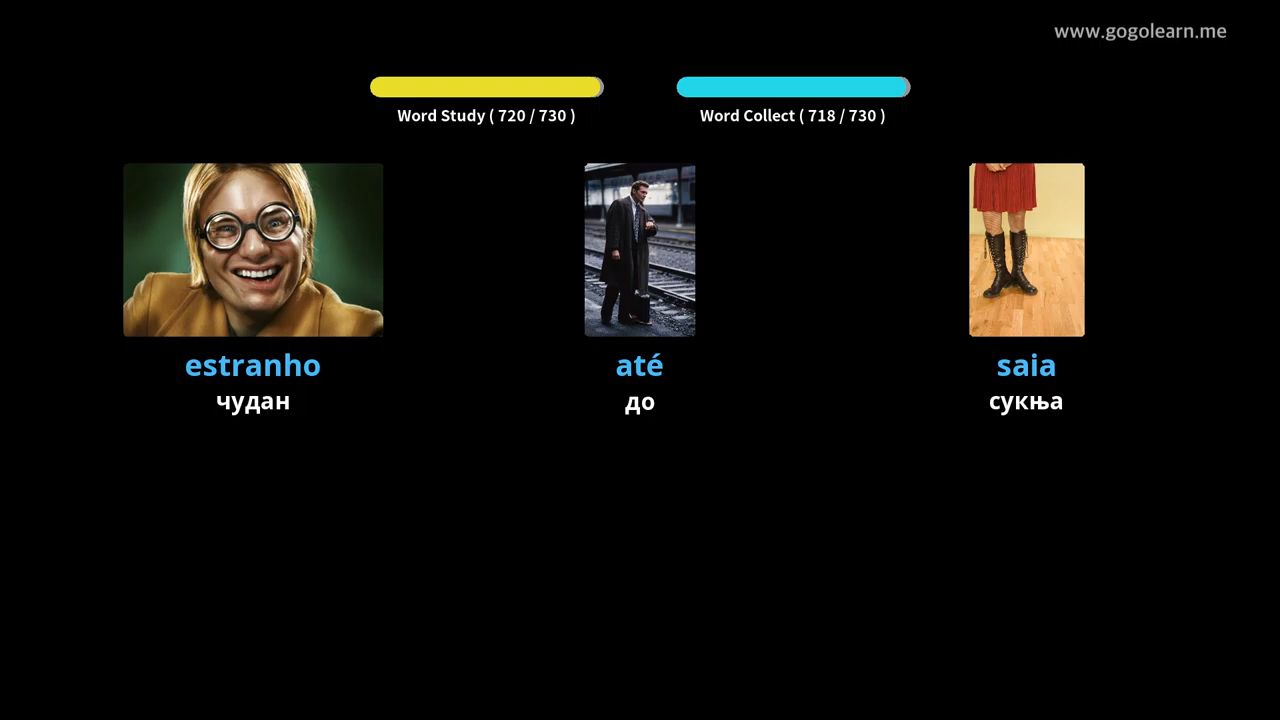 www.gogolearn.me
Word Study ( 720 / 730 )
Word Collect ( 718 / 730 )
estranho
чудан
até
до
saia
сукња